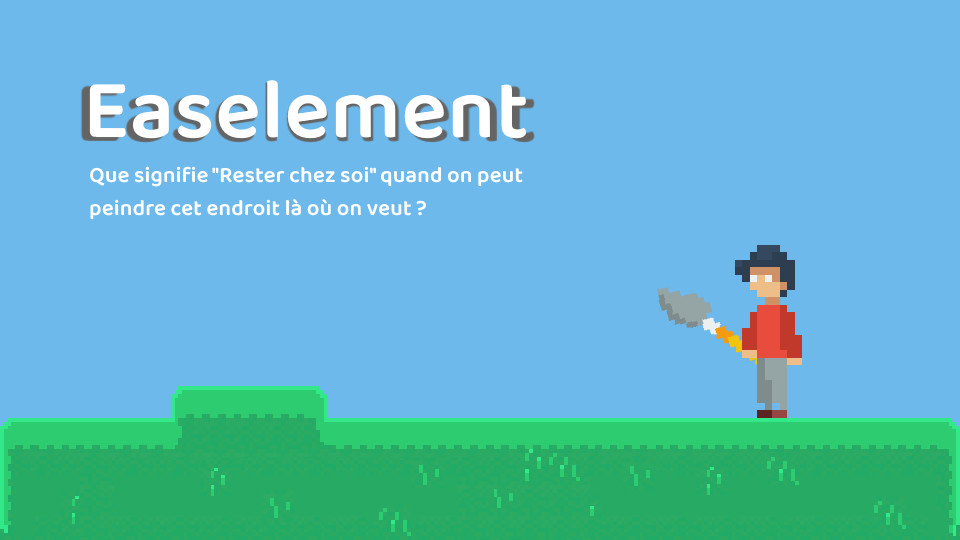 Easelement
Que signifie "Rester chez soi" quand on peut
peindre cet endroit là où on veut ?